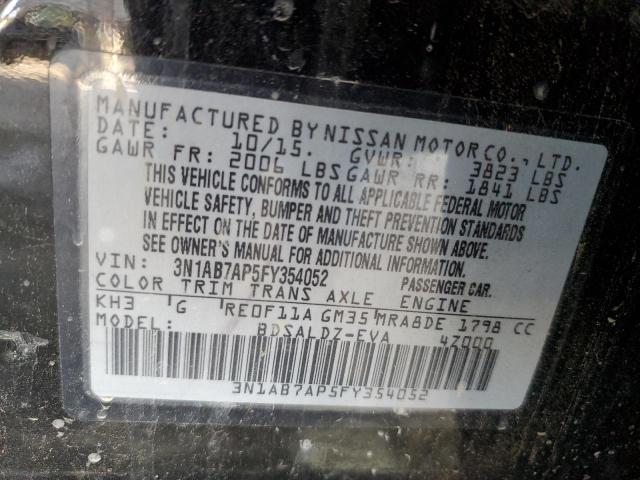 MANUFACTURED BY NISSAN MOTOR CO., LTD.
DATE: 10/15. GVWR: 3823 LBS
GAWR FR: 2006 LBS GAWR RR: 1841 LBS
THIS VEHICLE CONFORMS TO ALL APPLICABLE FEDERAL MOTOR
VEHICLE SAFETY, BUMPER AND THEFT PREVENTION STANDARDS
IN EFFECT ON THE DATE OF MANUFACTURE SHOWN ABOVE.
SEE OWNER'S MANUAL FOR ADDITIONAL INFORMATION.
VIN: 3N1AB7AP5FY354052 PASSENGER CAR.
COLOR TRIM TRANS AXLE ENGINE
KH3 G RE0F11A GM35 MRA8DE 1798 CC
BDSALDZ-EVA 4Z000
3N1AB7AP5FY354052